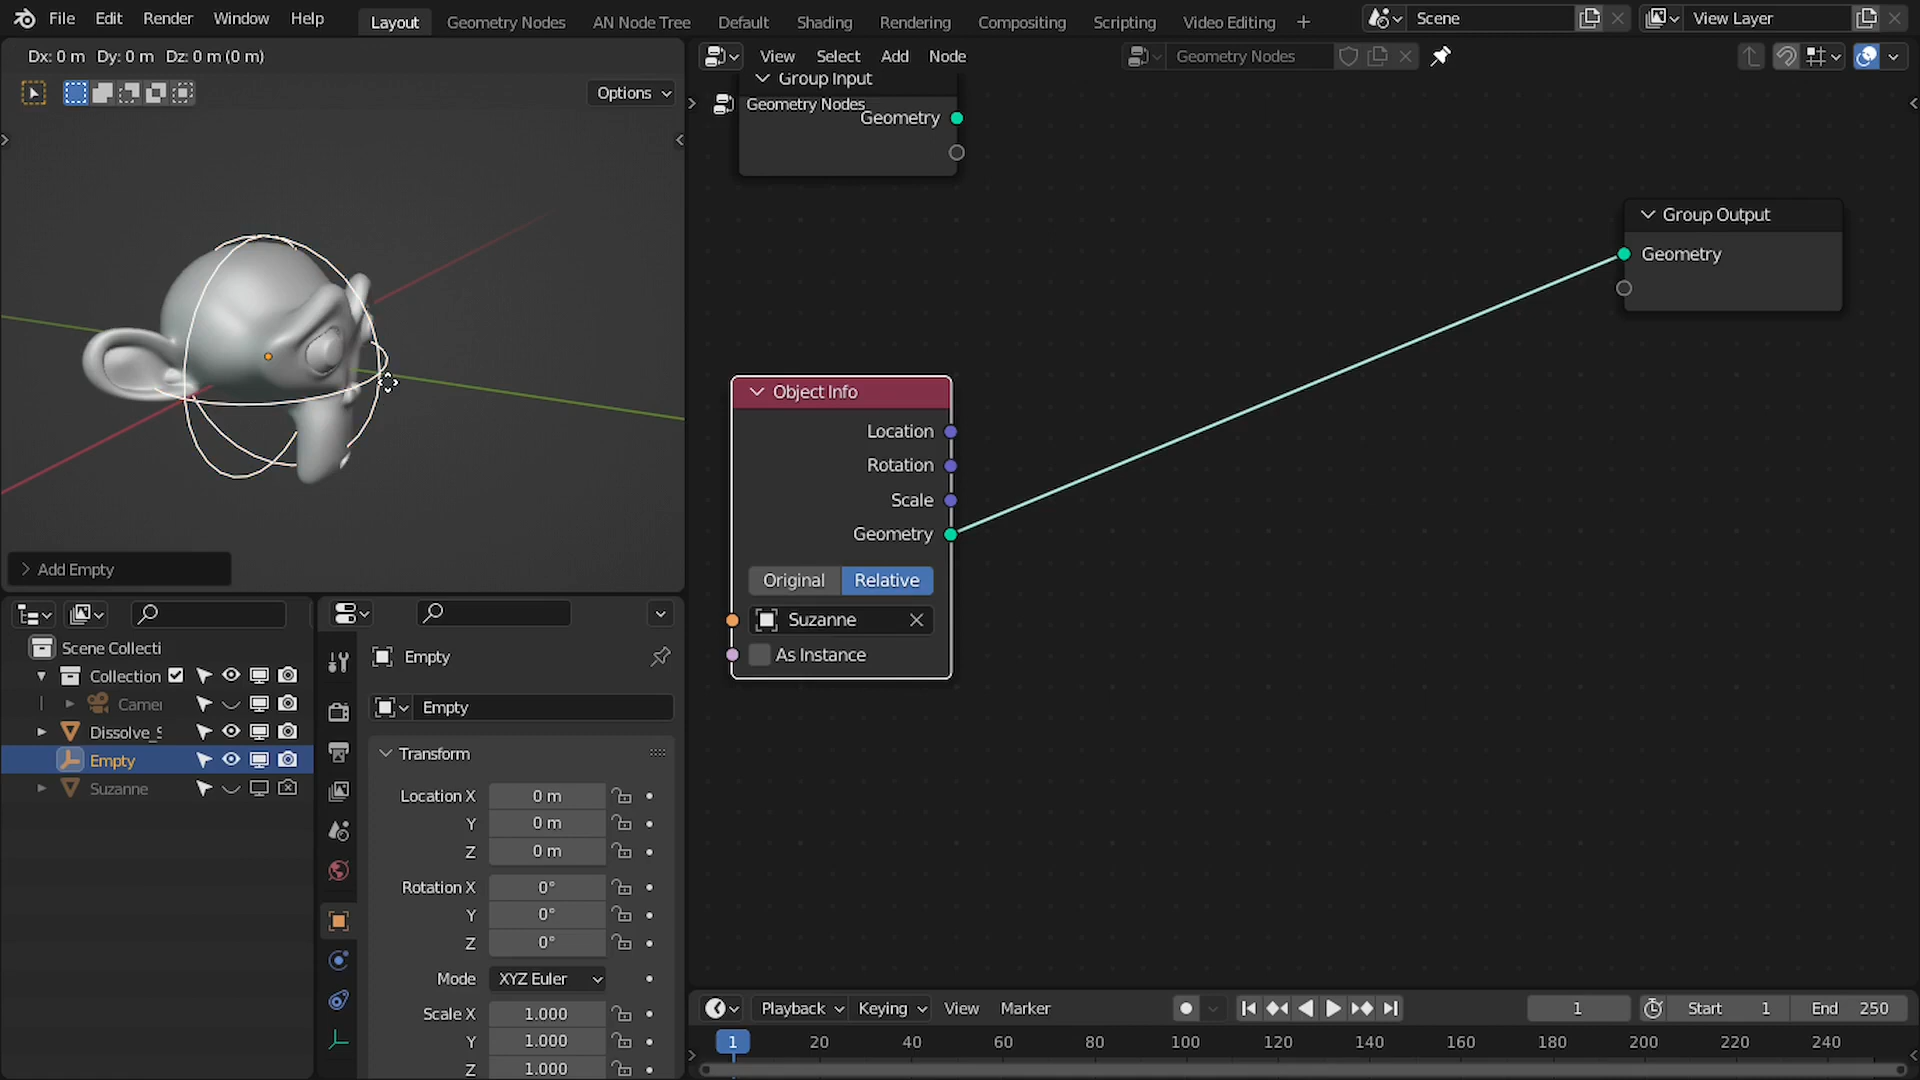 File Edit Render Window Help
Layout Geometry Nodes AN Node Tree Default Shading Rendering Compositing Scripting Video Editing +
Scene
View Layer
Dx: 0 m Dy: 0 m Dz: 0 m (0 m)
View Select Add Node
Geometry Nodes
Options
Group Input
Geometry Nodes
Geometry
Group Output
Geometry
Object Info
Location
Rotation
Scale
Geometry
Original Relative
Suzanne
As Instance
Add Empty
Scene Collecti
Collection
Camer
Dissolve_S
Empty
Suzanne
Empty
Empty
Transform
Location X 0 m
Y 0 m
Z 0 m
Rotation X 0°
Y 0°
Z 0°
Mode XYZ Euler
Scale X 1.000
Y 1.000
Z 1.000
Playback Keying View Marker
1
Start 1
End 250
1 20 40 60 80 100 120 140 160 180 200 220 240